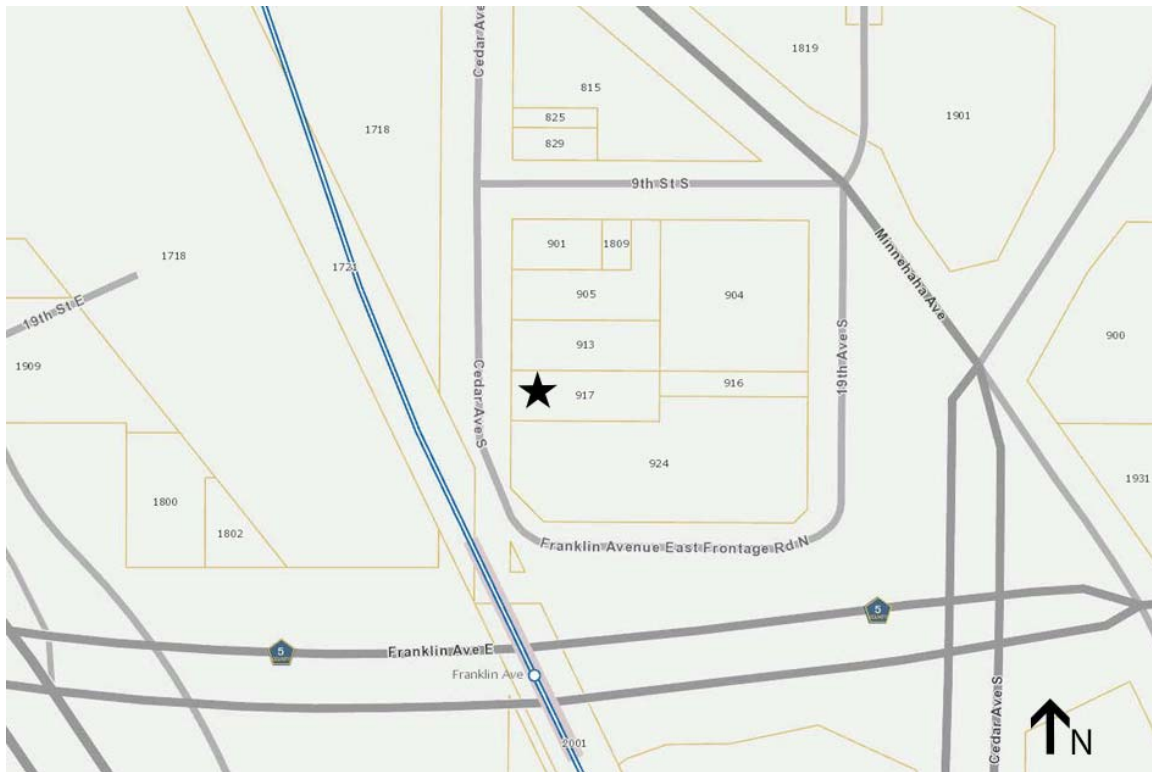 Cedar Ave
1819
815
1901
825
1718
829
9th St S
901
1809
1718
1721
905
904
Minnehaha Ave
19th St E
913
900
1909
Cedar Ave S
19th Ave S
917
916
924
1931
1800
1802
Franklin Avenue East Frontage Rd N
5
5
Franklin Ave E
Franklin Ave
Cedar Ave S
2001
N